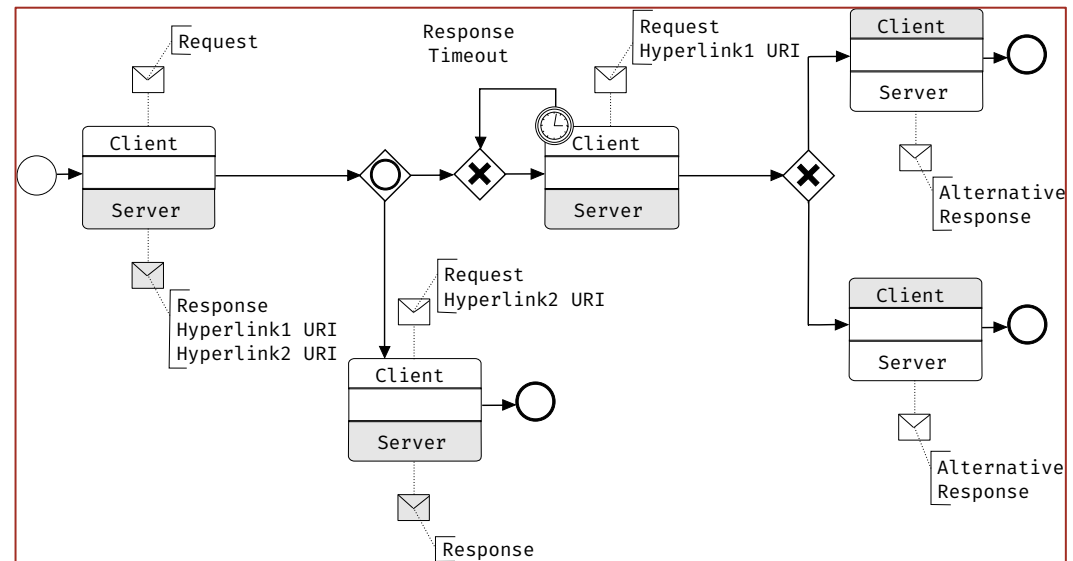 Request
Client
Server
Response
Hyperlink1 URI
Hyperlink2 URI
Request
Hyperlink2 URI
Client
Server
Response
Response
Timeout
Request
Hyperlink1 URI
Client
Server
Client
Server
Alternative
Response
Client
Server
Alternative
Response